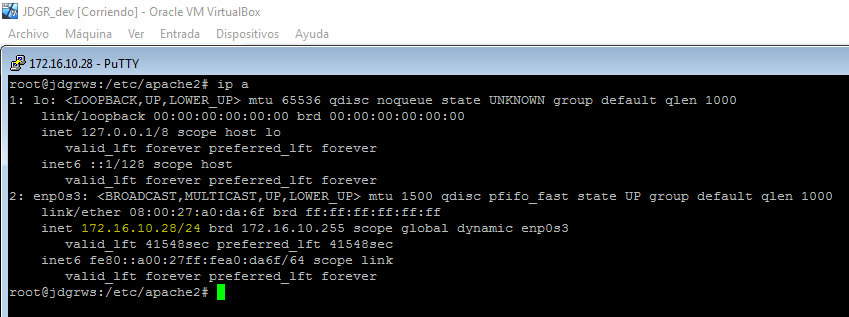 JDGR_dev [Corriendo] - Oracle VM VirtualBox
Archivo Máquina Ver Entrada Dispositivos Ayuda
172.16.10.28 - PuTTY
root@jdgrws:/etc/apache2# ip a
1: lo: <LOOPBACK,UP,LOWER_UP> mtu 65536 qdisc noqueue state UNKNOWN group default qlen 1000
    link/loopback 00:00:00:00:00:00 brd 00:00:00:00:00:00
    inet 127.0.0.1/8 scope host lo
       valid_lft forever preferred_lft forever
    inet6 ::1/128 scope host
       valid_lft forever preferred_lft forever
2: enp0s3: <BROADCAST,MULTICAST,UP,LOWER_UP> mtu 1500 qdisc pfifo_fast state UP group default qlen 1000
    link/ether 08:00:27:a0:da:6f brd ff:ff:ff:ff:ff:ff
    inet 172.16.10.28/24 brd 172.16.10.255 scope global dynamic enp0s3
       valid_lft 41548sec preferred_lft 41548sec
    inet6 fe80::a00:27ff:fea0:da6f/64 scope link
       valid_lft forever preferred_lft forever
root@jdgrws:/etc/apache2#